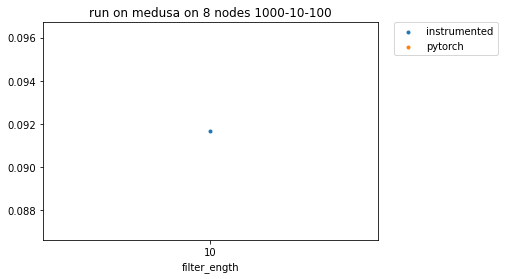 run on medusa on 8 nodes 1000-10-100
instrumented
pytorch
0.096
0.094
0.092
0.090
0.088
10
filter_ength